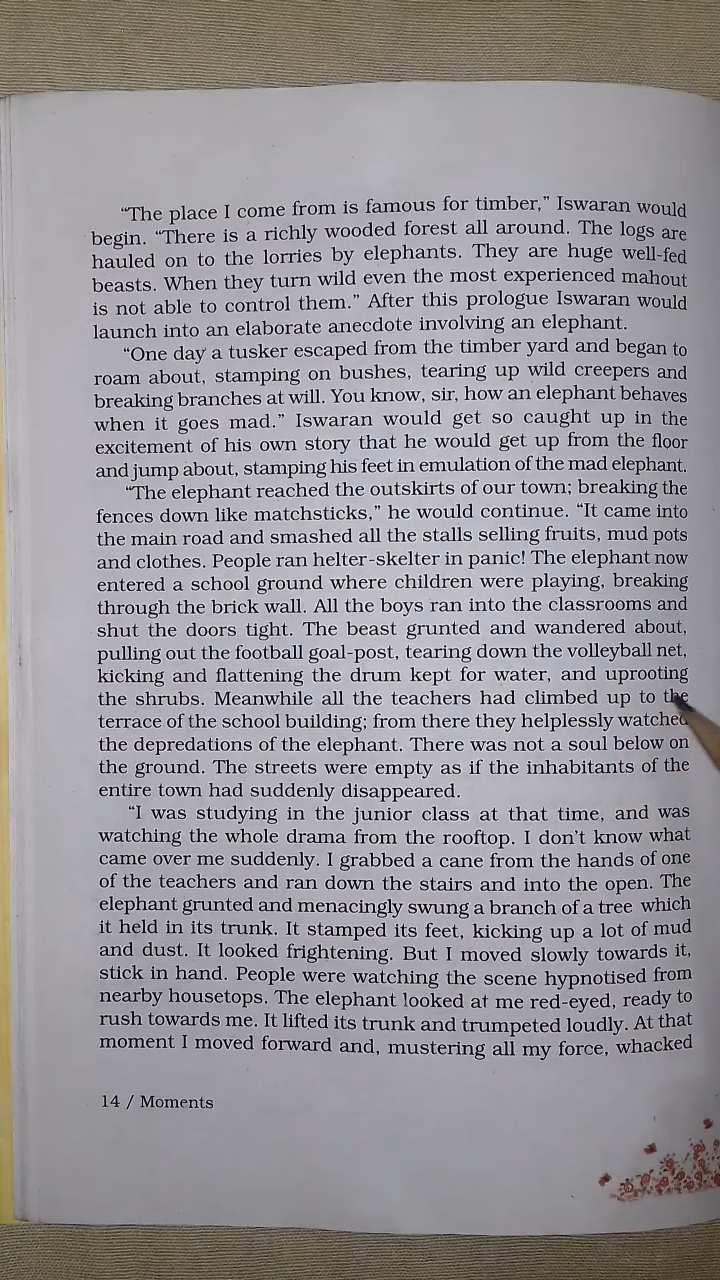 “The place I come from is famous for timber,” Iswaran would
begin. “There is a richly wooded forest all around. The logs are
hauled on to the lorries by elephants. They are huge well-fed
beasts. When they turn wild even the most experienced mahout
is not able to control them.” After this prologue Iswaran would
launch into an elaborate anecdote involving an elephant.
“One day a tusker escaped from the timber yard and began to
roam about, stamping on bushes, tearing up wild creepers and
breaking branches at will. You know, sir, how an elephant behaves
when it goes mad.” Iswaran would get so caught up in the
excitement of his own story that he would get up from the floor
and jump about, stamping his feet in emulation of the mad elephant.
“The elephant reached the outskirts of our town; breaking the
fences down like matchsticks,” he would continue. “It came into
the main road and smashed all the stalls selling fruits, mud pots
and clothes. People ran helter-skelter in panic! The elephant now
entered a school ground where children were playing, breaking
through the brick wall. All the boys ran into the classrooms and
shut the doors tight. The beast grunted and wandered about,
pulling out the football goal-post, tearing down the volleyball net,
kicking and flattening the drum kept for water, and uprooting
the shrubs. Meanwhile all the teachers had climbed up to the
terrace of the school building; from there they helplessly watched
the depredations of the elephant. There was not a soul below on
the ground. The streets were empty as if the inhabitants of the
entire town had suddenly disappeared.
“I was studying in the junior class at that time, and was
watching the whole drama from the rooftop. I don’t know what
came over me suddenly. I grabbed a cane from the hands of one
of the teachers and ran down the stairs and into the open. The
elephant grunted and menacingly swung a branch of a tree which
it held in its trunk. It stamped its feet, kicking up a lot of mud
and dust. It looked frightening. But I moved slowly towards it,
stick in hand. People were watching the scene hypnotised from
nearby housetops. The elephant looked at me red-eyed, ready to
rush towards me. It lifted its trunk and trumpeted loudly. At that
moment I moved forward and, mustering all my force, whacked
14 / Moments